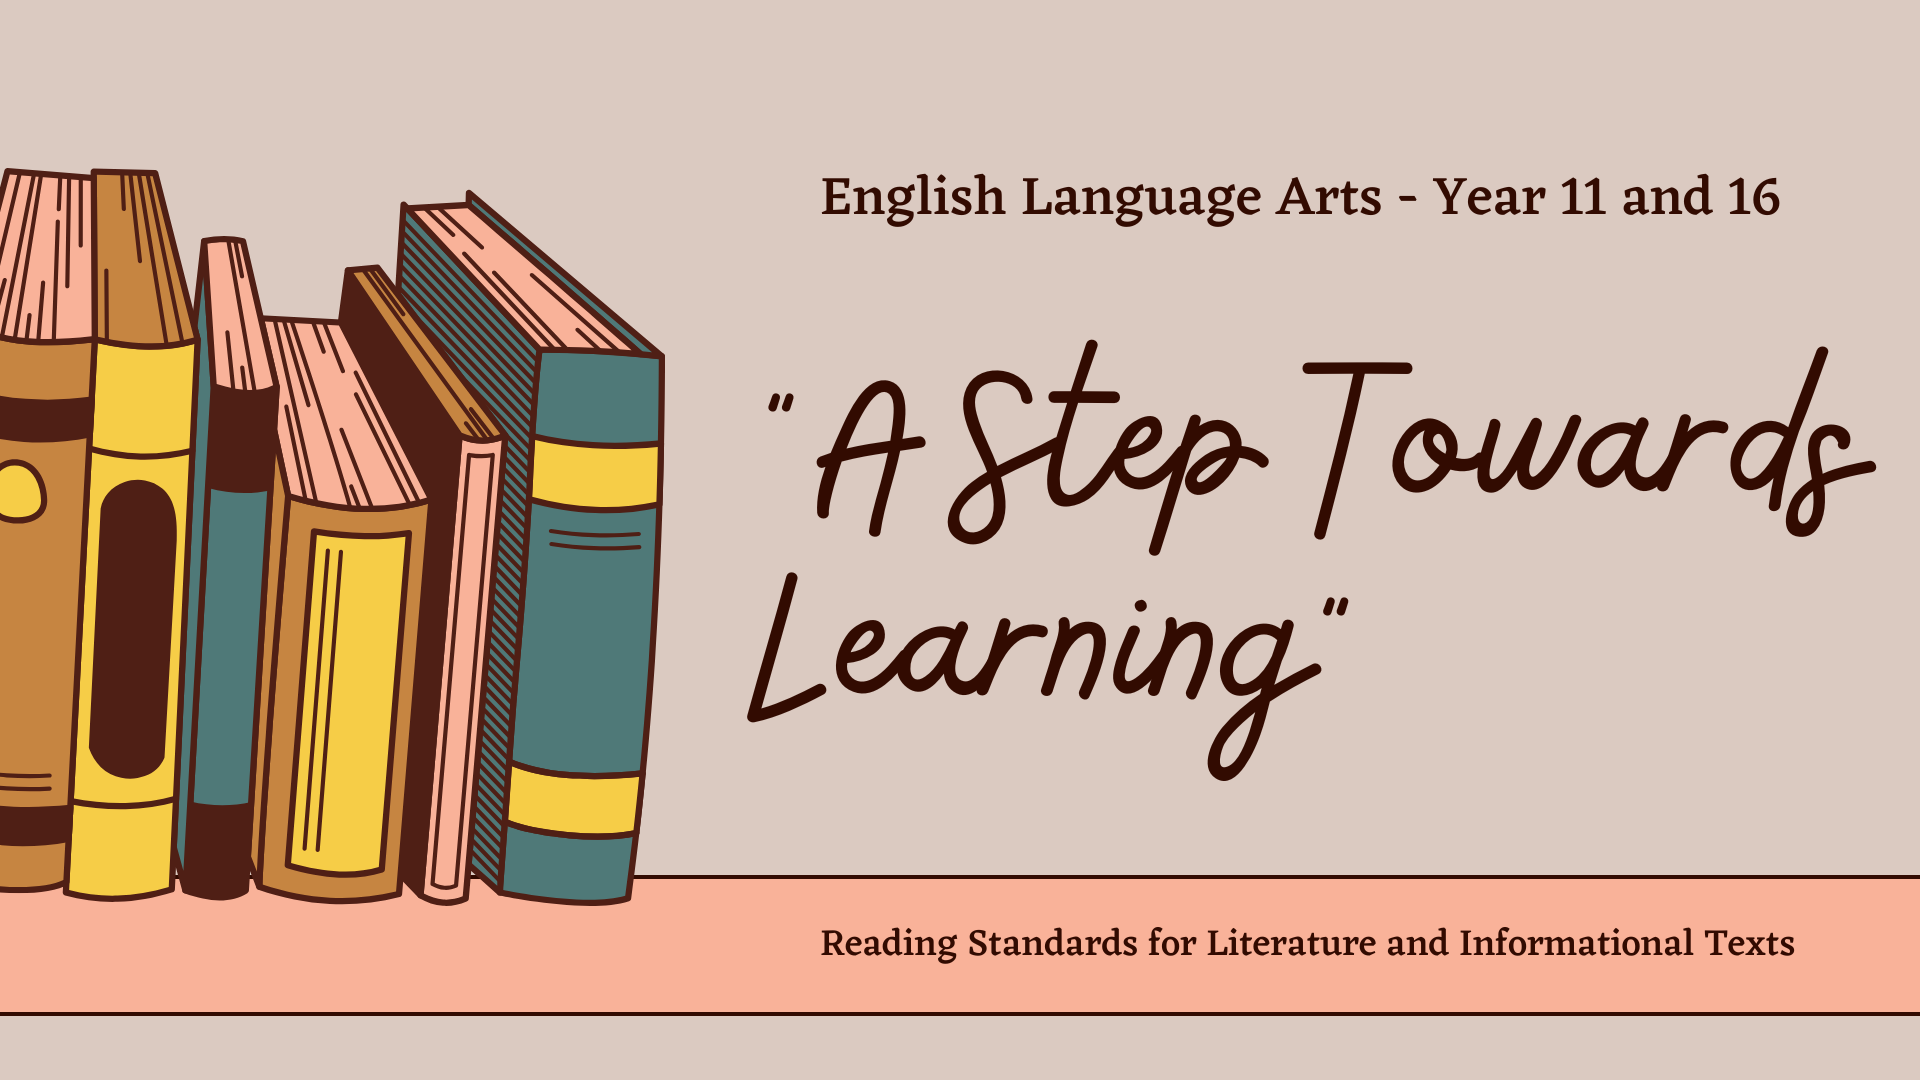 English Language Arts - Year 11 and 16
"A Step Towards
Learning"
Reading Standards for Literature and Informational Texts